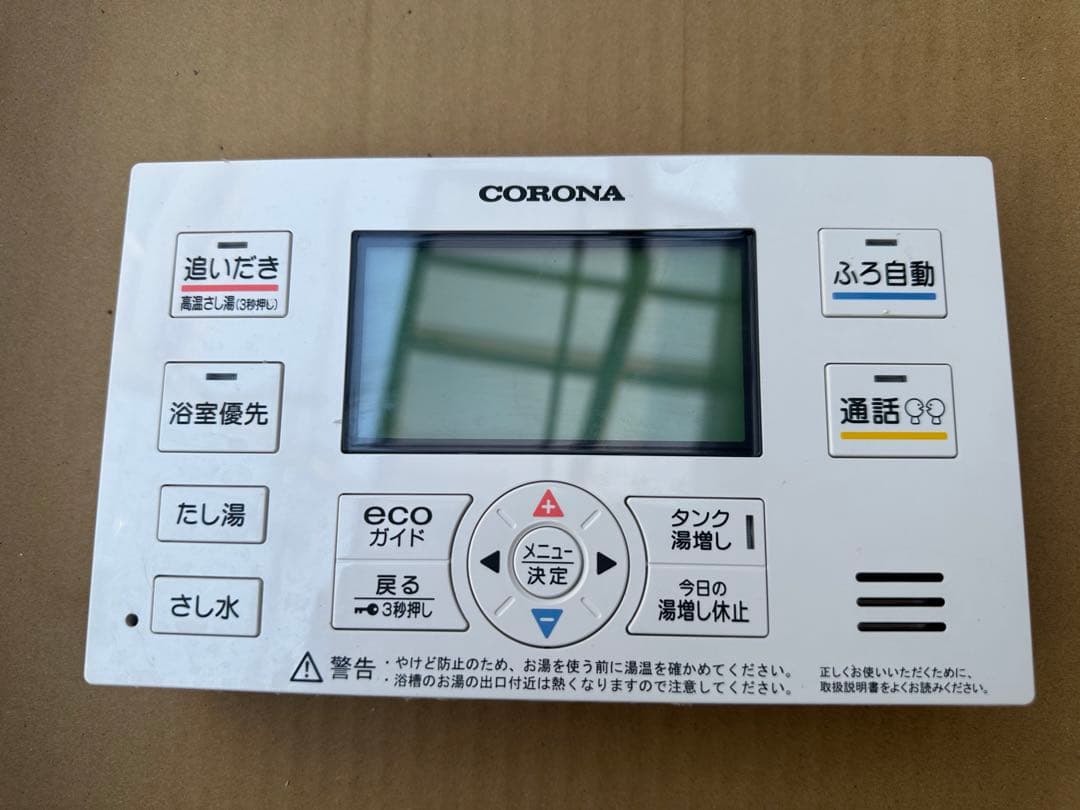 CORONA
追いだき
高温さし湯(3秒押し)
ふろ自動
浴室優先
通話
たし湯
さし水
eco
ガイド
戻る
3秒押し
+
メニュー
決定
−
タンク
湯増し
今日の
湯増し休止
警告
・やけど防止のため、お湯を使う前に湯温を確かめてください。
・浴槽のお湯の出口付近は熱くなりますので注意してください。
正しくお使いいただくために、
取扱説明書をよくお読みください。